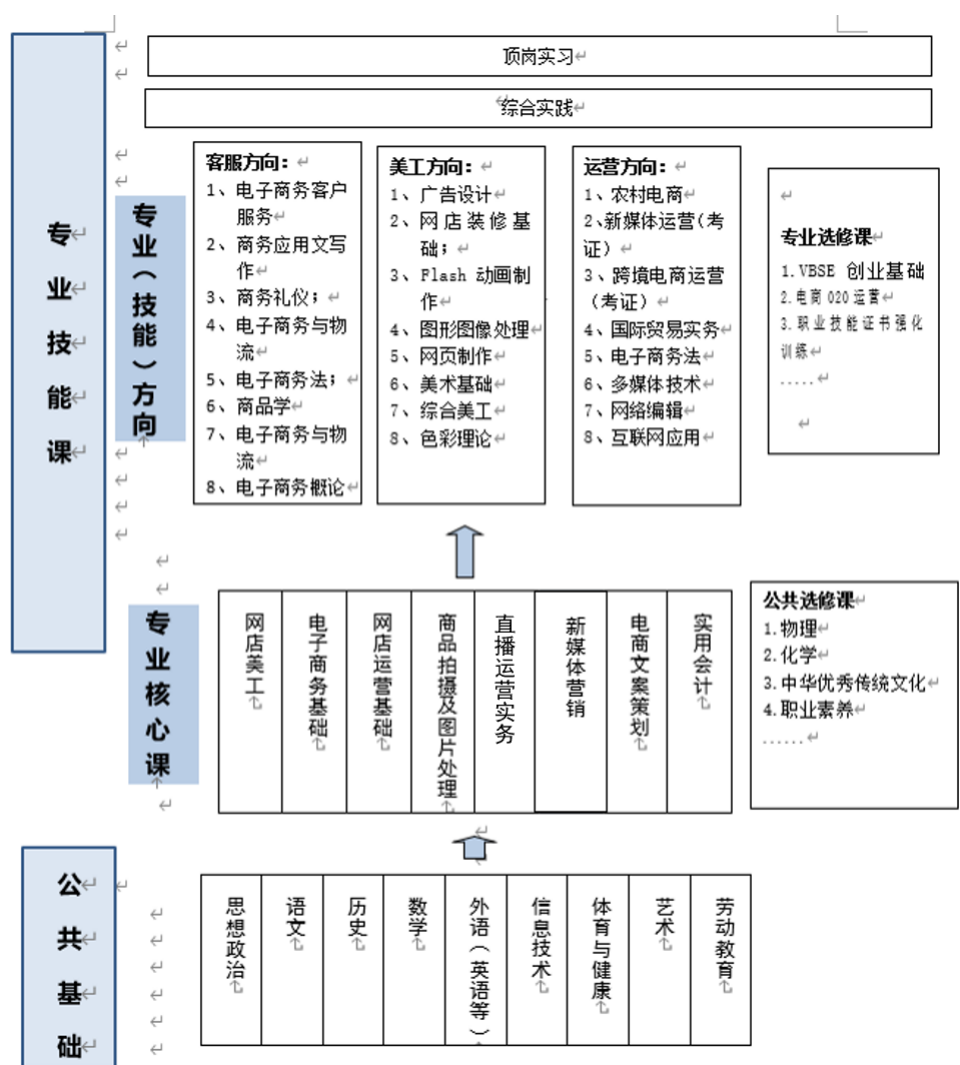 顶岗实习
综合实践
专业技能课
专业（技能）方向
客服方向：
1、电子商务客户
服务
2、商务应用文写
作
3、商务礼仪；
4、电子商务与物
流
5、电子商务法；
6、商品学
7、电子商务与物
流
8、电子商务概论
美工方向：
1、广告设计
2、网店装修基
础；
3、Flash 动画制
作
4、图形图像处理
5、网页制作
6、美术基础
7、综合美工
8、色彩理论
运营方向：
1、农村电商
2、新媒体运营(考
证）
3、跨境电商运营
（考证）
4、国际贸易实务
5、电子商务法
6、多媒体技术
7、网络编辑
8、互联网应用
专业选修课
1.VBSE 创业基础
2.电商 O2O 运营
3.职业技能证书强化
训练
.....
专业核心课
网店美工
电子商务基础
网店运营基础
商品拍摄及图片处理
直播运营实务
新媒体营销
电商文案策划
实用会计
公共选修课
1.物理
2.化学
3.中华优秀传统文化
4.职业素养
......
公共基础
思想政治
语文
历史
数学
外语（英语等）
信息技术
体育与健康
艺术
劳动教育